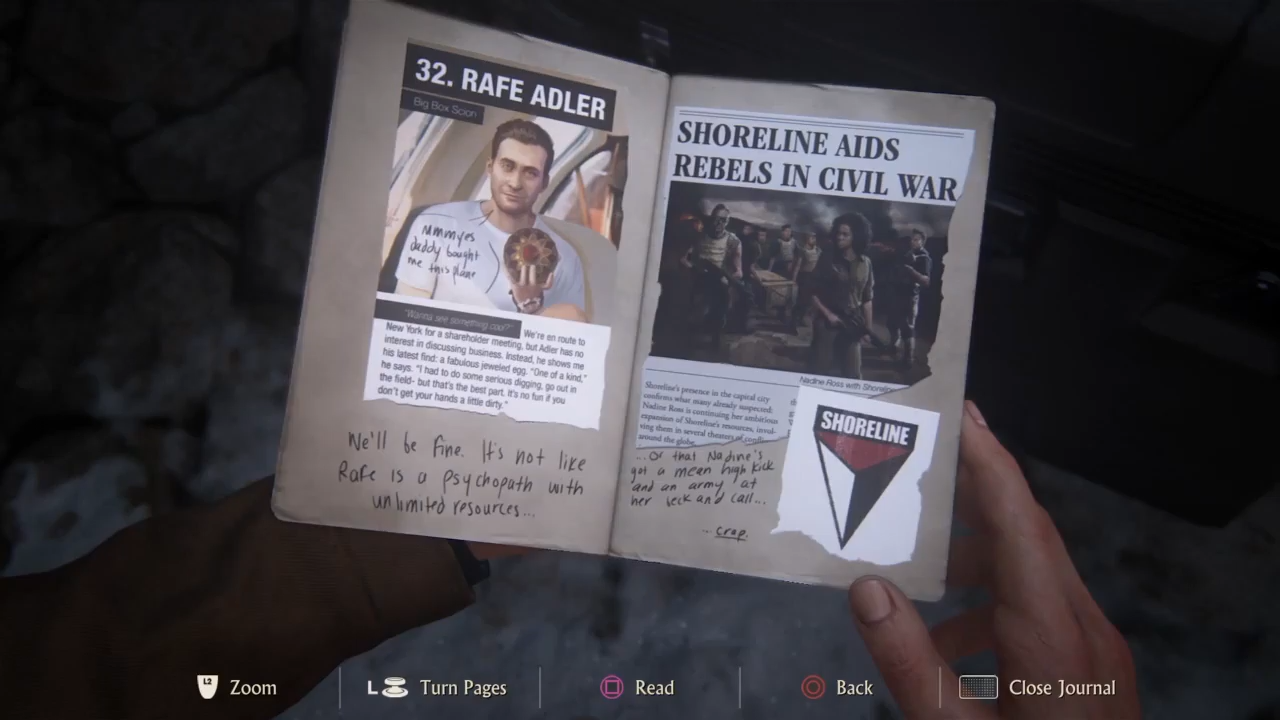 32. RAFE ADLER
Big Box Scion
Mmmyes
daddy bought
me this plane
"Wanna see something cool?"
We're en route to
New York for a shareholder meeting, but Adler has no
interest in discussing business. Instead, he shows me
his latest find: a fabulous jeweled egg. "One of a kind,"
he says. "I had to do some serious digging, go out in
the field- but that's the best part. It's no fun if you
don't get your hands a little dirty."
We'll be fine. It's not like
Rafe is a psychopath with
unlimited resources...
SHORELINE AIDS
REBELS IN CIVIL WAR
Nadine Ross with Shoreline
Shoreline's presence in the capital city
confirms what many already suspected:
Nadine Ross is continuing her ambitious
expansion of Shoreline's resources, invol-
ving them in several theaters of
around the globe.
...Or that Nadine's
got a mean high kick
and an army at
her beck and call...
...crap.
SHORELINE
L2 Zoom
L Turn Pages
Read
Back
Close Journal